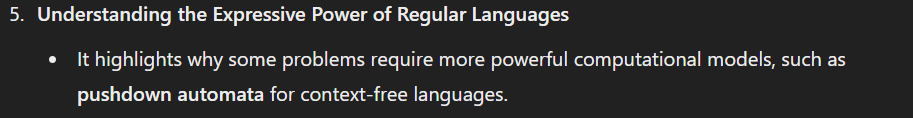 5. Understanding the Expressive Power of Regular Languages
• It highlights why some problems require more powerful computational models, such as
pushdown automata for context-free languages.